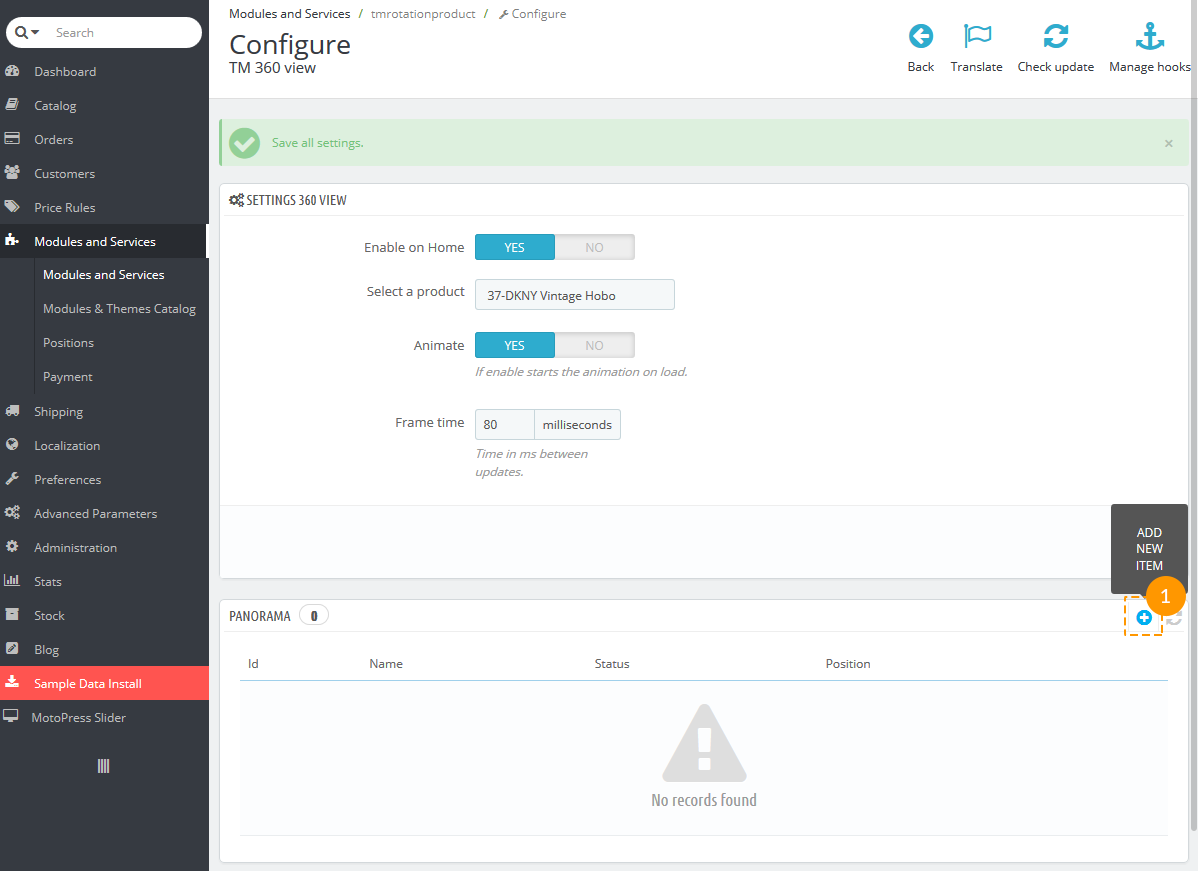 Search
Dashboard
Catalog
Orders
Customers
Price Rules
Modules and Services
Modules and Services
Modules & Themes Catalog
Positions
Payment
Shipping
Localization
Preferences
Advanced Parameters
Administration
Stats
Stock
Blog
Sample Data Install
MotoPress Slider
Modules and Services / tmrotationproduct / Configure
Configure
TM 360 view
Back
Translate
Check update
Manage hooks
Save all settings.
×
SETTINGS 360 VIEW
Enable on Home YES NO
Select a product 37-DKNY Vintage Hobo
Animate YES NO
If enable starts the animation on load.
Frame time 80 milliseconds
Time in ms between
updates.
ADD
NEW
ITEM
1
PANORAMA 0
Id Name Status Position
No records found